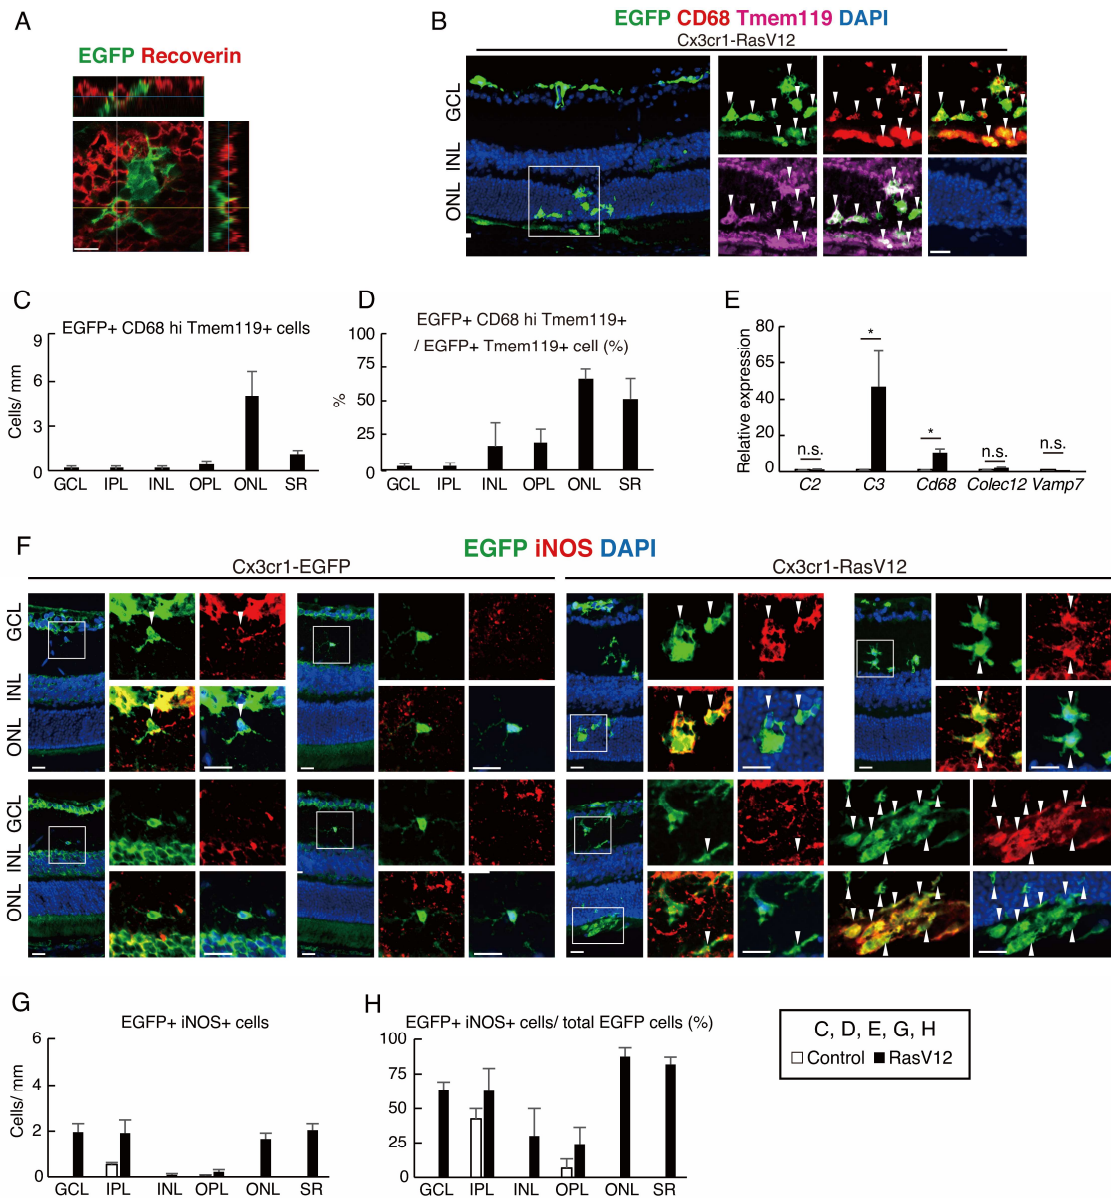 A
EGFP Recoverin
B
EGFP CD68 Tmem119 DAPI
Cx3cr1-RasV12
GCL
INL
ONL
C
EGFP+ CD68 hi Tmem119+ cells
Cells/ mm
9
6
3
0
GCL IPL INL OPL ONL SR
D
EGFP+ CD68 hi Tmem119+
/ EGFP+ Tmem119+ cell (%)
%
100
75
50
25
0
GCL IPL INL OPL ONL SR
E
Relative expression
80
65
40
20
0
n.s. * * n.s. n.s.
C2 C3 Cd68 Colec12 Vamp7
F
EGFP iNOS DAPI
Cx3cr1-EGFP
Cx3cr1-RasV12
GCL
INL
ONL
GCL
INL
ONL
G
EGFP+ iNOS+ cells
Cells/ mm
6
4
2
0
GCL IPL INL OPL ONL SR
H
EGFP+ iNOS+ cells/ total EGFP cells (%)
100
75
50
25
0
GCL IPL INL OPL ONL SR
C, D, E, G, H
Control RasV12